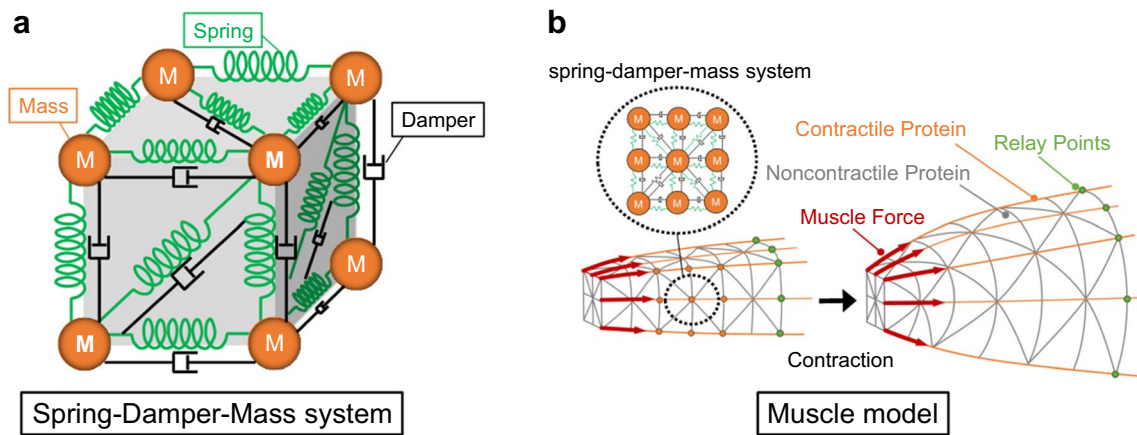 a
Spring
M
M
Mass
Damper
M
M
M
M
M
Spring-Damper-Mass system
b
spring-damper-mass system
M M M
M M M
M M M
Contractile Protein
Relay Points
Noncontractile Protein
Muscle Force
Contraction
Muscle model